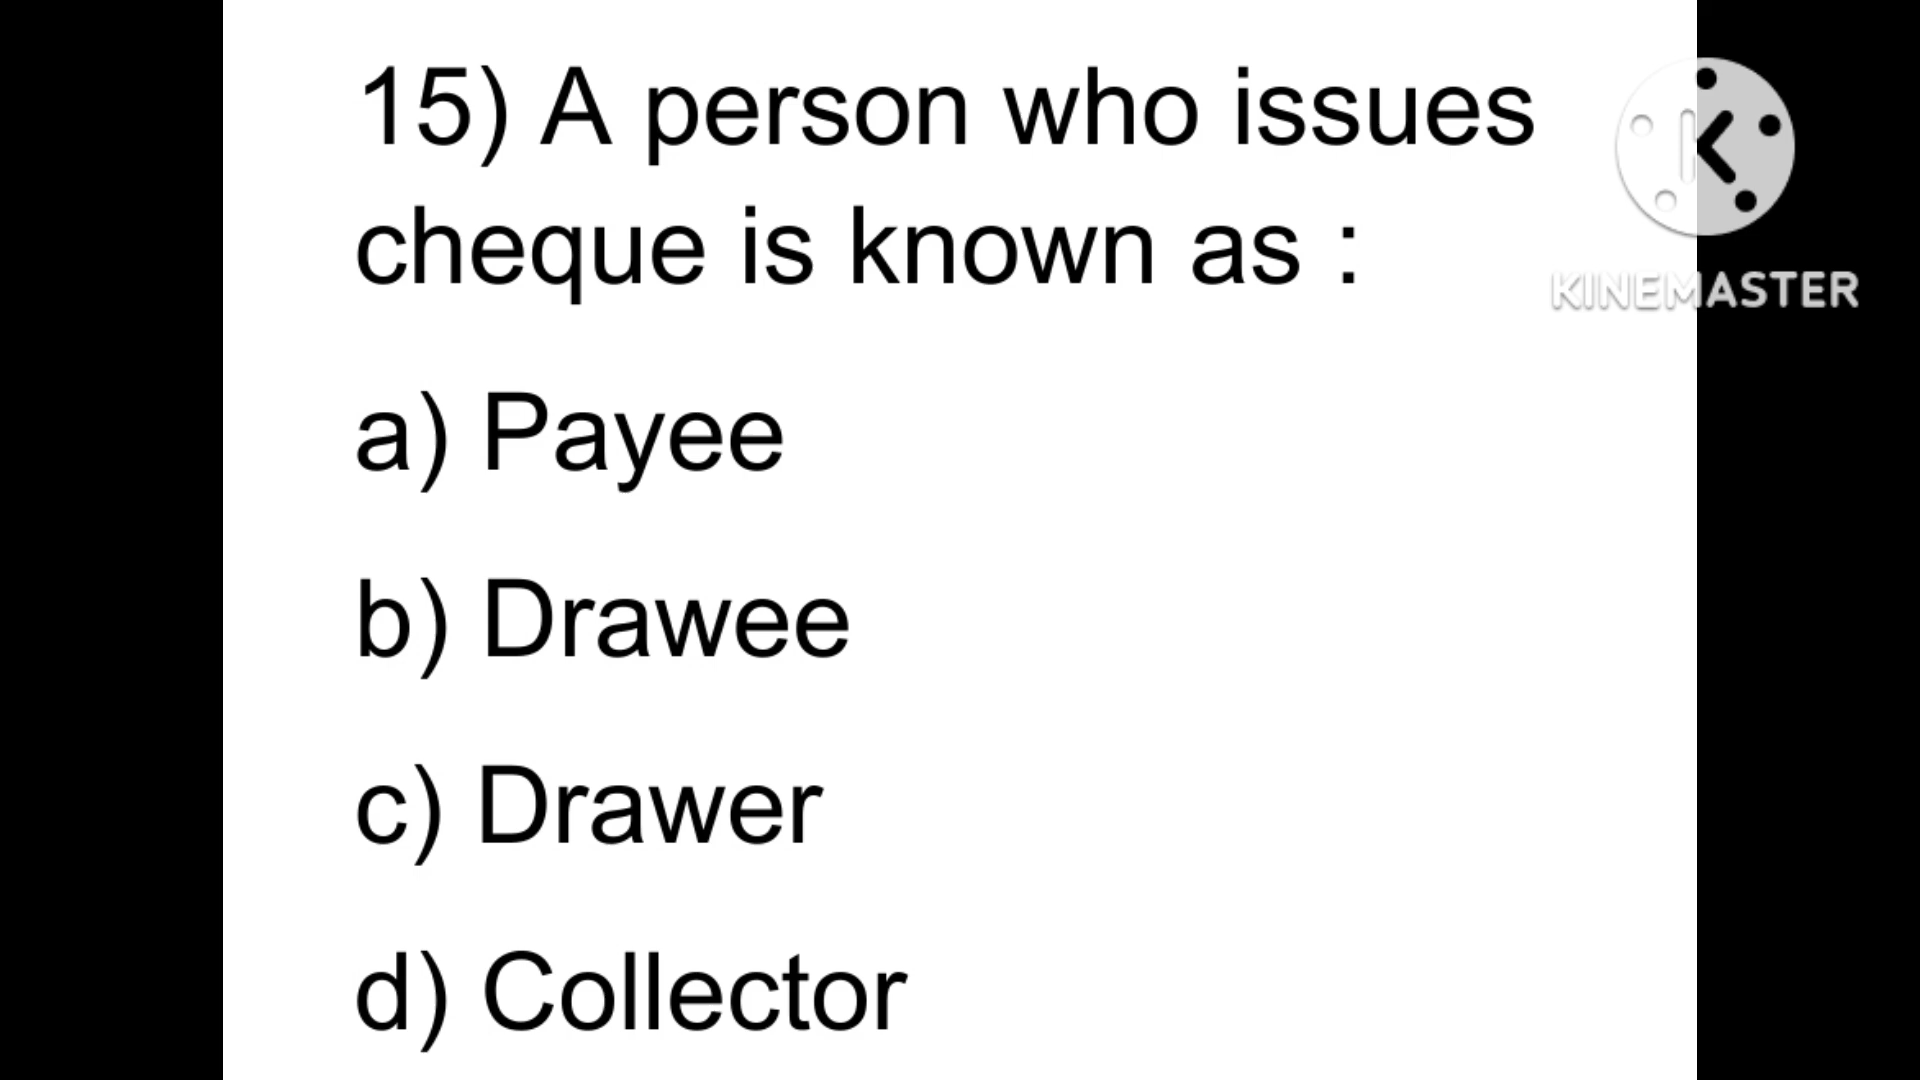 15) A person who issues
cheque is known as :
KINEMASTER
a) Payee
b) Drawee
c) Drawer
d) Collector